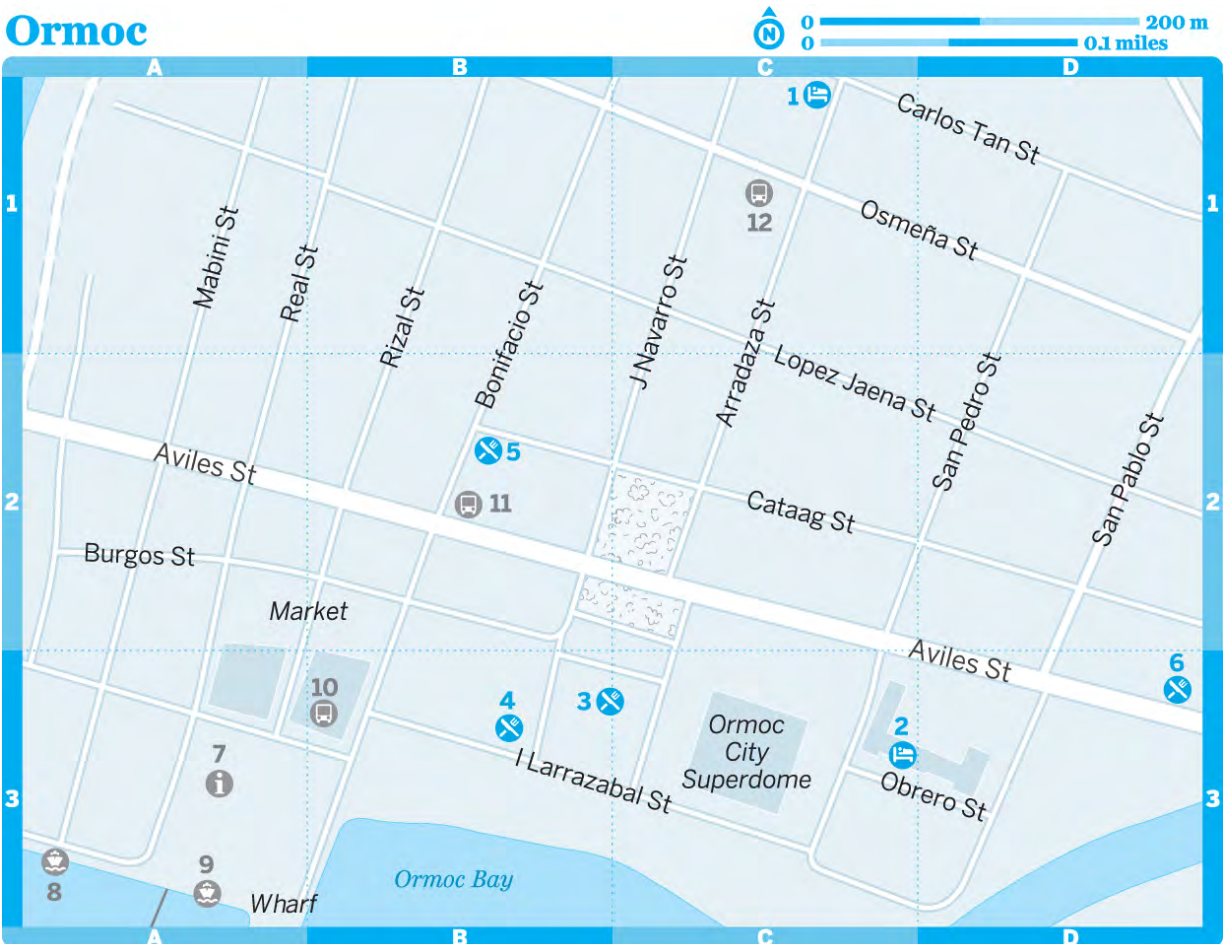 Ormoc
N
0 200 m
0 0.1 miles
A B C D
1
Carlos Tan St
1
1
12
Osmeña St
Mabini St
Real St
Rizal St
Bonifacio St
J Navarro St
Arradaza St
Lopez Jaena St
San Pedro St
San Pablo St
5
Aviles St
2
11
Cataag St
2
Burgos St
Market
Aviles St
6
10
4
3
Ormoc
City
Superdome
2
7
i
I Larrazabal St
Obrero St
3
3
8
9
Wharf
Ormoc Bay
A B C D